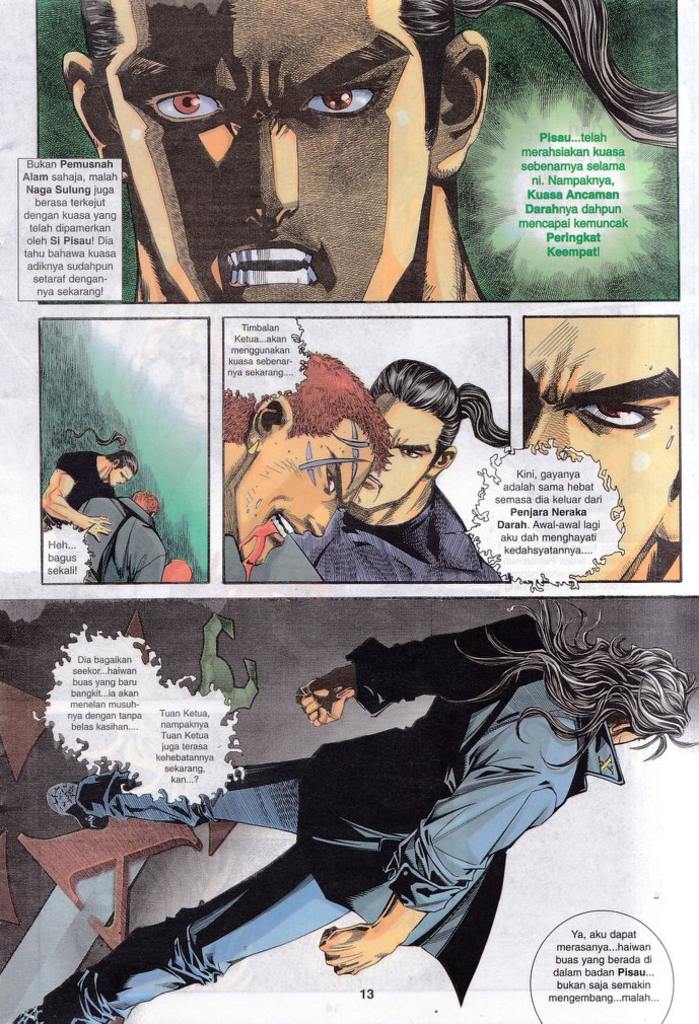 Bukan Pemusnah
Alam sahaja, malah
Naga Sulung juga
berasa terkejut
dengan kuasa yang
telah dipamerkan
oleh Si Pisau! Dia
tahu bahawa kuasa
adiknya sudahpun
setaraf dengan-
nya sekarang!
Pisau...telah
merahsiakan kuasa
sebenarnya selama
ni. Nampaknya,
Kuasa Ancaman
Darahnya dahpun
mencapai kemuncak
Peringkat
Keempat!
Heh...
bagus
sekali!
Timbalan
Ketua...akan
menggunakan
kuasa sebenar-
nya sekarang....
Kini, gayanya
adalah sama hebat
semasa dia keluar dari
Penjara Neraka
Darah. Awal-awal lagi
aku dah menghayati
kedahsyatannya....
Dia bagaikan
seekor...haiwan
buas yang baru
bangkit...ia akan
menelan musuh-
nya dengan tanpa
belas kasihan....
Tuan Ketua,
nampaknya
Tuan Ketua
juga terasa
kehebatannya
sekarang,
kan...?
Ya, aku dapat
merasanya...haiwan
buas yang berada di
dalam badan Pisau...
bukan saja semakin
mengembang...malah...
13